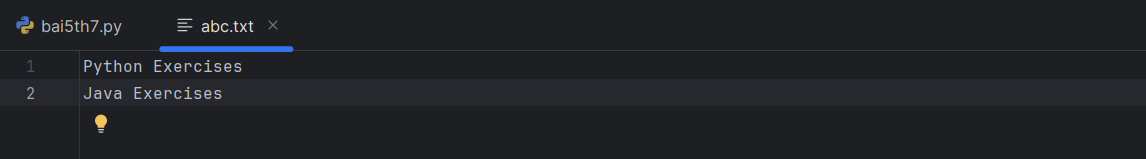 bai5th7.py
abc.txt
1 Python Exercises
2 Java Exercises